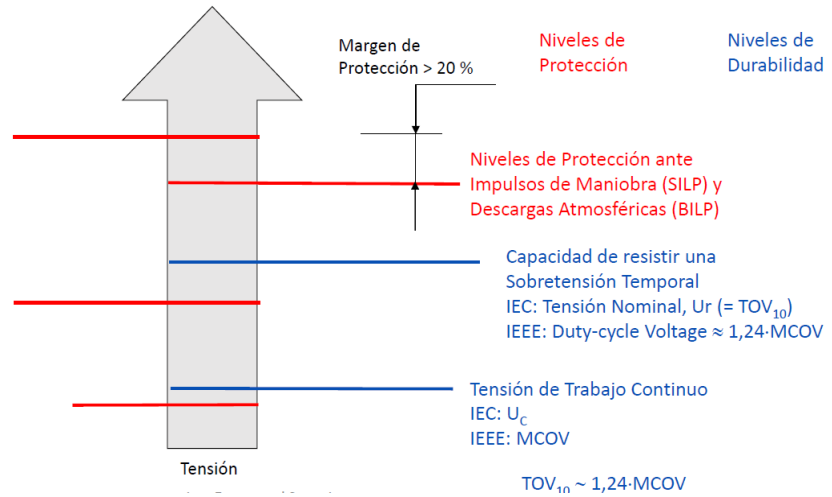 Margen de
Protección > 20 %
Niveles de
Protección
Niveles de
Durabilidad
Niveles de Protección ante
Impulsos de Maniobra (SILP) y
Descargas Atmosféricas (BILP)
Capacidad de resistir una
Sobretensión Temporal
IEC: Tensión Nominal, Ur (= TOV₁₀)
IEEE: Duty-cycle Voltage ≈ 1,24·MCOV
Tensión de Trabajo Continuo
IEC: U_C
IEEE: MCOV
Tensión
TOV₁₀ ~ 1,24·MCOV